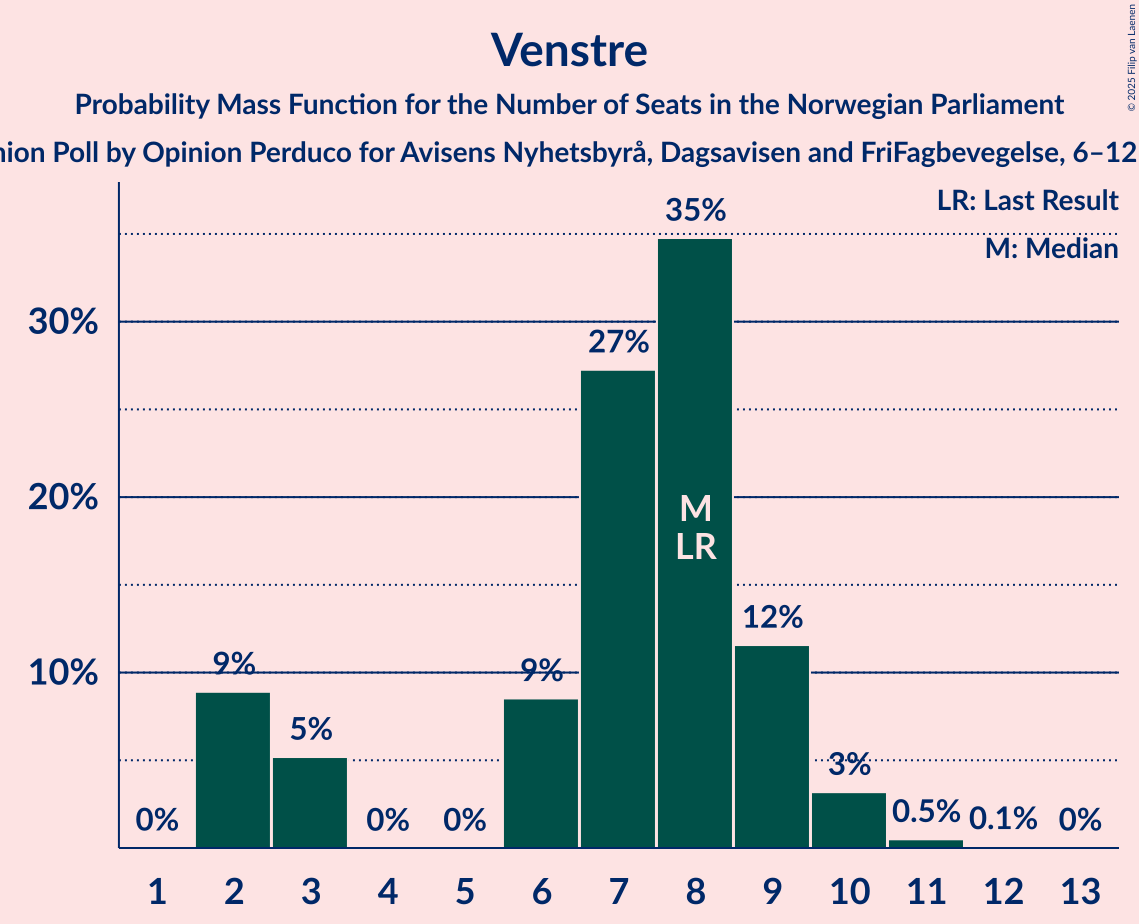 © 2025 Filip van Laenen
Venstre
Probability Mass Function for the Number of Seats in the Norwegian Parliament
nion Poll by Opinion Perduco for Avisens Nyhetsbyrå, Dagsavisen and FriFagbevegelse, 6–12
LR: Last Result
M: Median
35%
30%
27%
20%
M
LR
12%
10%
9%
9%
5%
3%
0%
0%
0%
0.5%
0.1%
0%
1 2 3 4 5 6 7 8 9 10 11 12 13